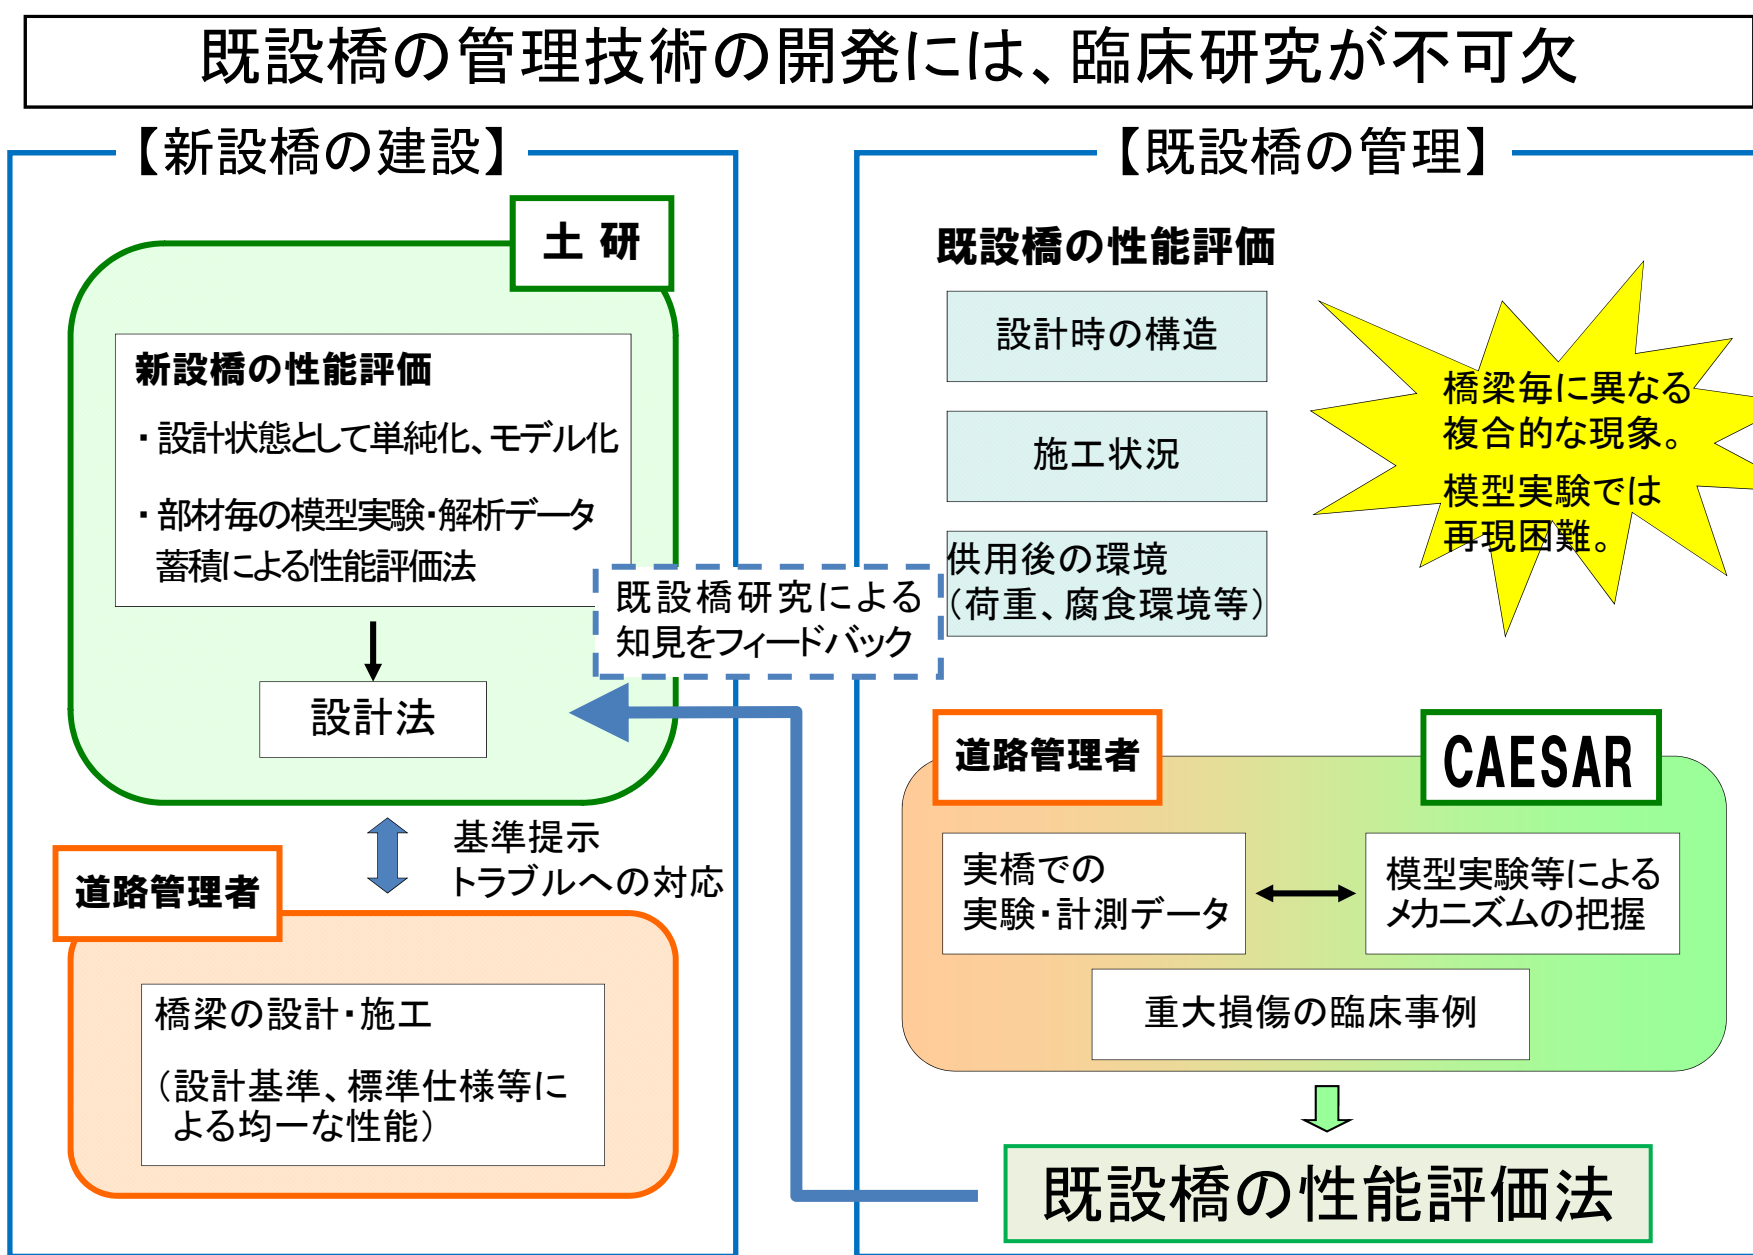 既設橋の管理技術の開発には、臨床研究が不可欠
【新設橋の建設】
土研
新設橋の性能評価
・設計状態として単純化、モデル化
・部材毎の模型実験・解析データ
蓄積による性能評価法
設計法
基準提示
トラブルへの対応
道路管理者
橋梁の設計・施工
（設計基準、標準仕様等に
よる均一な性能）
既設橋研究による
知見をフィードバック
【既設橋の管理】
既設橋の性能評価
設計時の構造
施工状況
供用後の環境
（荷重、腐食環境等）
橋梁毎に異なる
複合的な現象。
模型実験では
再現困難。
道路管理者
CAESAR
実橋での
実験・計測データ
模型実験等による
メカニズムの把握
重大損傷の臨床事例
既設橋の性能評価法